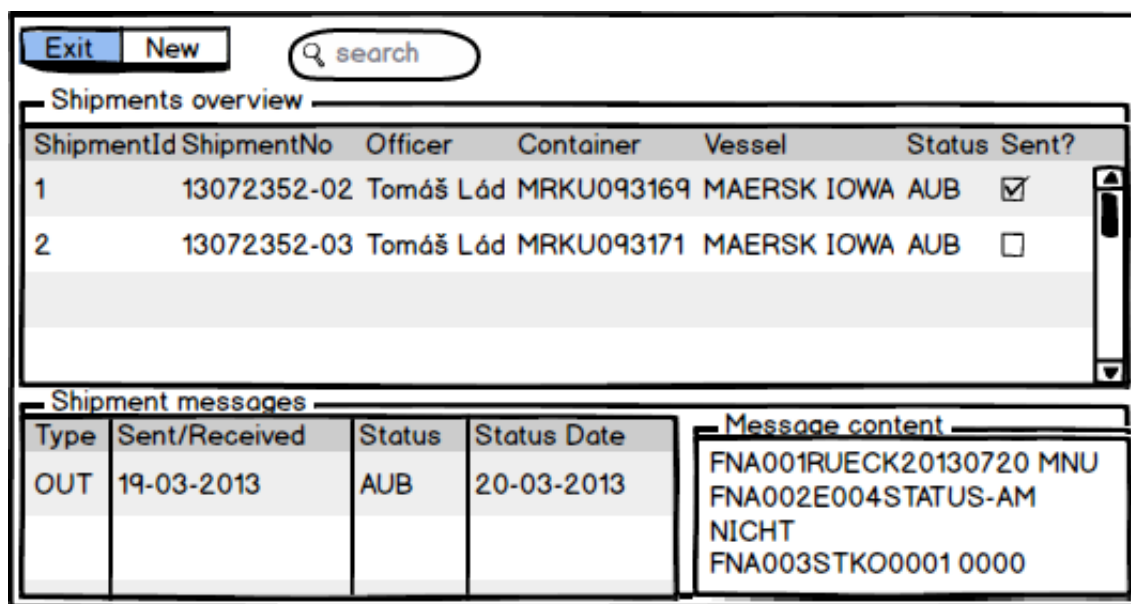 Exit New search
Shipments overview
ShipmentId ShipmentNo Officer Container Vessel Status Sent?
1 13072352-02 Tomáš Lád MRKU093169 MAERSK IOWA AUB
2 13072352-03 Tomáš Lád MRKU093171 MAERSK IOWA AUB
Shipment messages
Type Sent/Received Status Status Date
OUT 19-03-2013 AUB 20-03-2013
Message content
FNA001RUECK20130720 MNU
FNA002E004STATUS-AM
NICHT
FNA003STKO0001 0000